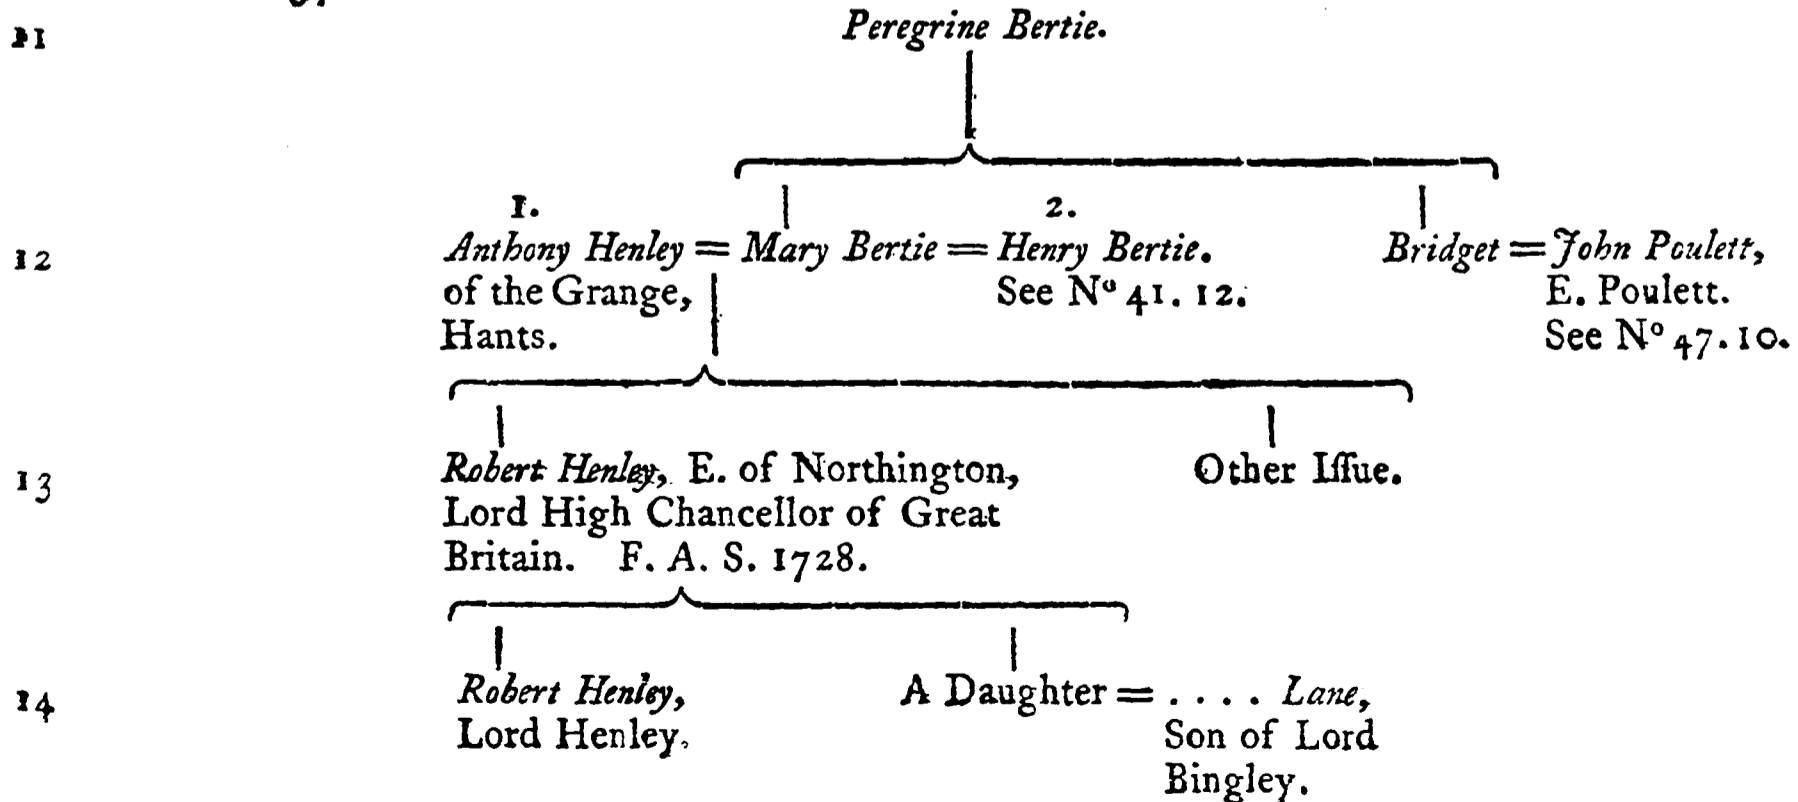 11 Peregrine Bertie.
1. 2.
12 Anthony Henley = Mary Bertie = Henry Bertie. Bridget = John Poulett,
of the Grange, See Nº 41. 12. E. Poulett.
Hants. See Nº 47. 10.
13 Robert Henley, E. of Northington, Other Iſſue.
Lord High Chancellor of Great
Britain. F. A. S. 1728.
14 Robert Henley, A Daughter = . . . . Lane,
Lord Henley. Son of Lord
Bingley.